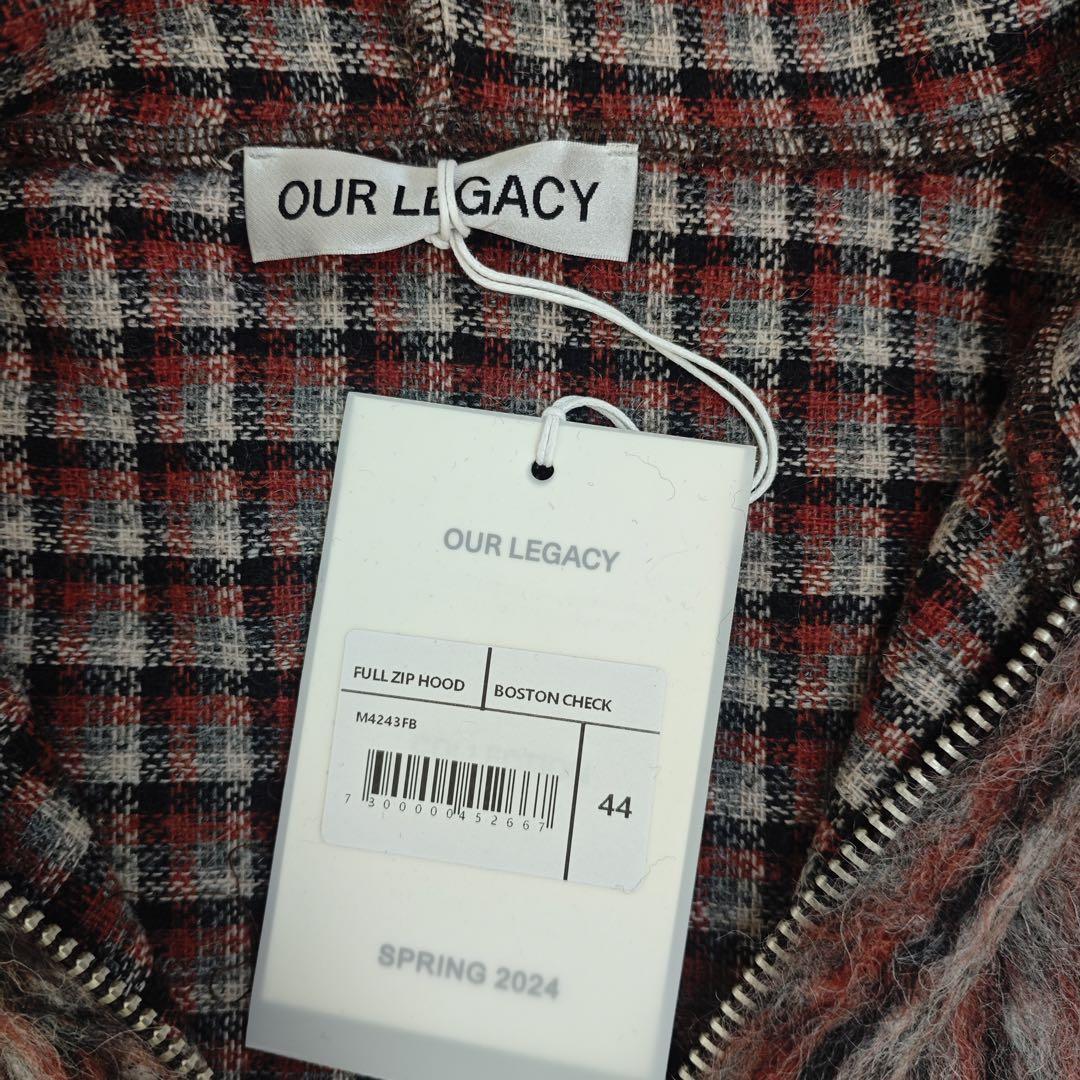 OUR LEGACY
OUR LEGACY
FULL ZIP HOOD
BOSTON CHECK
M4243FB
44
7 300000 452667
SPRING 2024